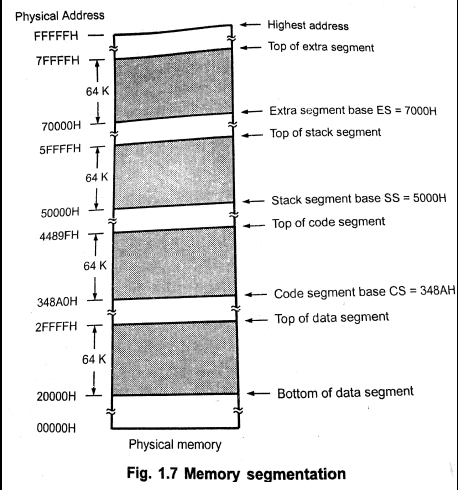 Physical Address
FFFFFH
Highest address
7FFFFH
Top of extra segment
64 K
70000H
Extra segment base ES = 7000H
Top of stack segment
5FFFFH
64 K
50000H
Stack segment base SS = 5000H
Top of code segment
4489FH
64 K
348A0H
Code segment base CS = 348AH
Top of data segment
2FFFFH
64 K
20000H
Bottom of data segment
00000H
Physical memory
Fig. 1.7 Memory segmentation